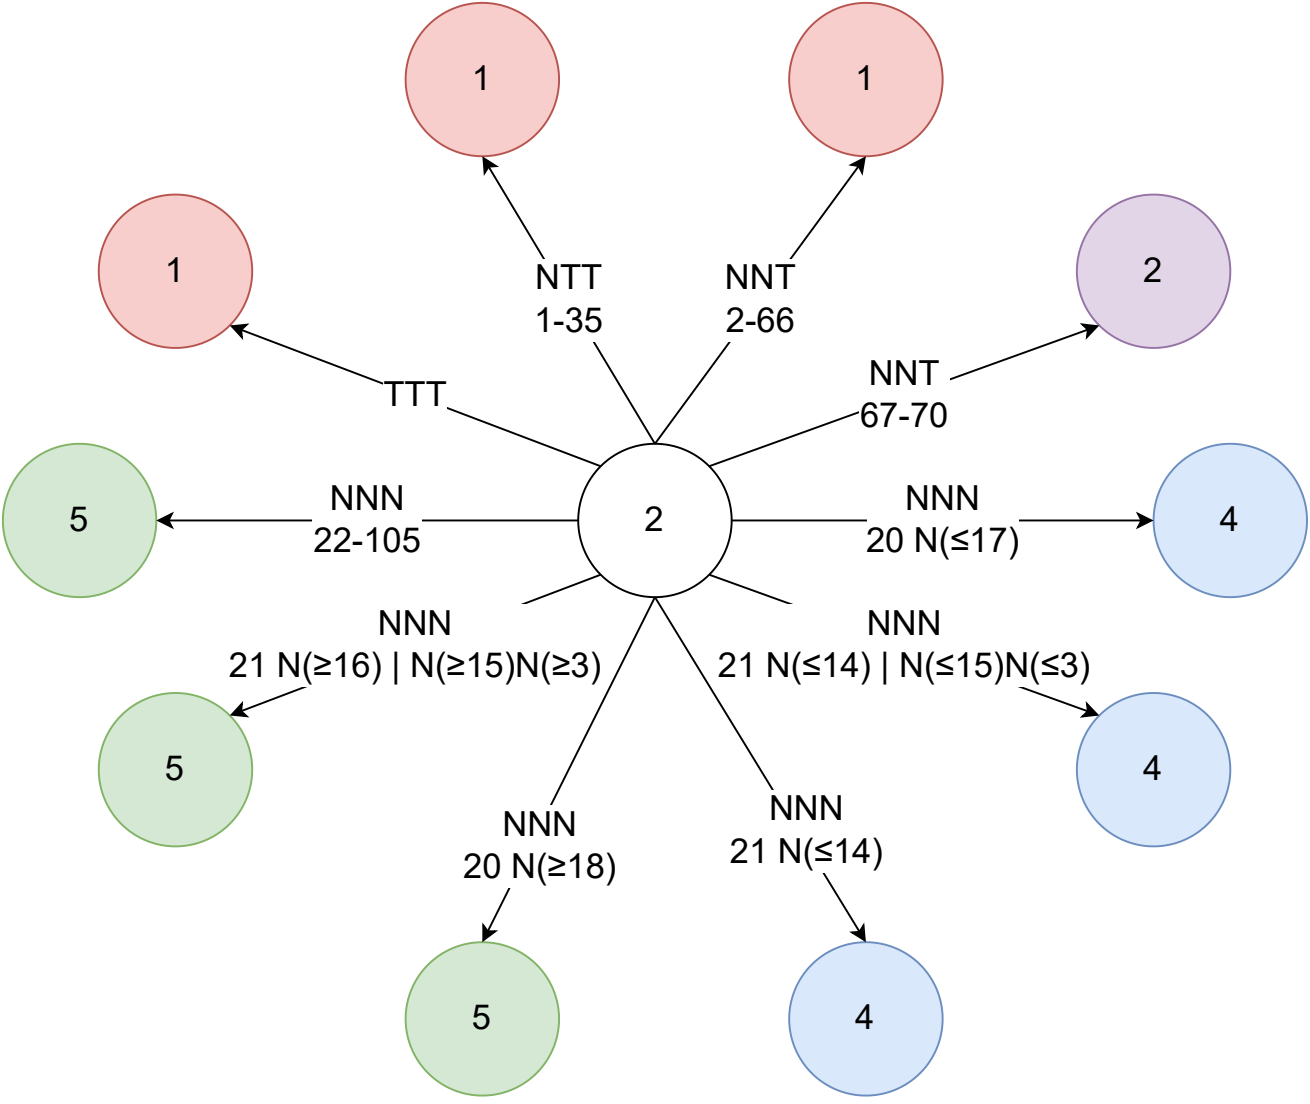 1
1
1
2
NTT
1-35
NNT
2-66
NNT
67-70
TTT
5
NNN
22-105
2
NNN
20 N(≤17)
4
NNN
21 N(≥16) | N(≥15)N(≥3)
NNN
21 N(≤14) | N(≤15)N(≤3)
5
4
NNN
20 N(≥18)
NNN
21 N(≤14)
5
4